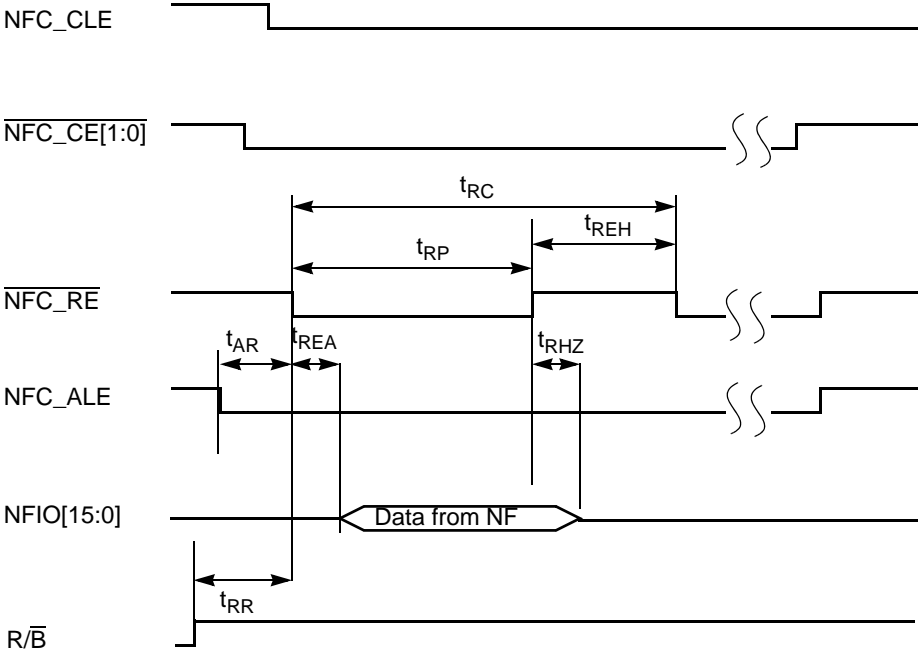 NFC_CLE
NFC_CE[1:0]
tRC
tREH
tRP
NFC_RE
tAR
tREA
tRHZ
NFC_ALE
NFIO[15:0]
Data from NF
tRR
R/B